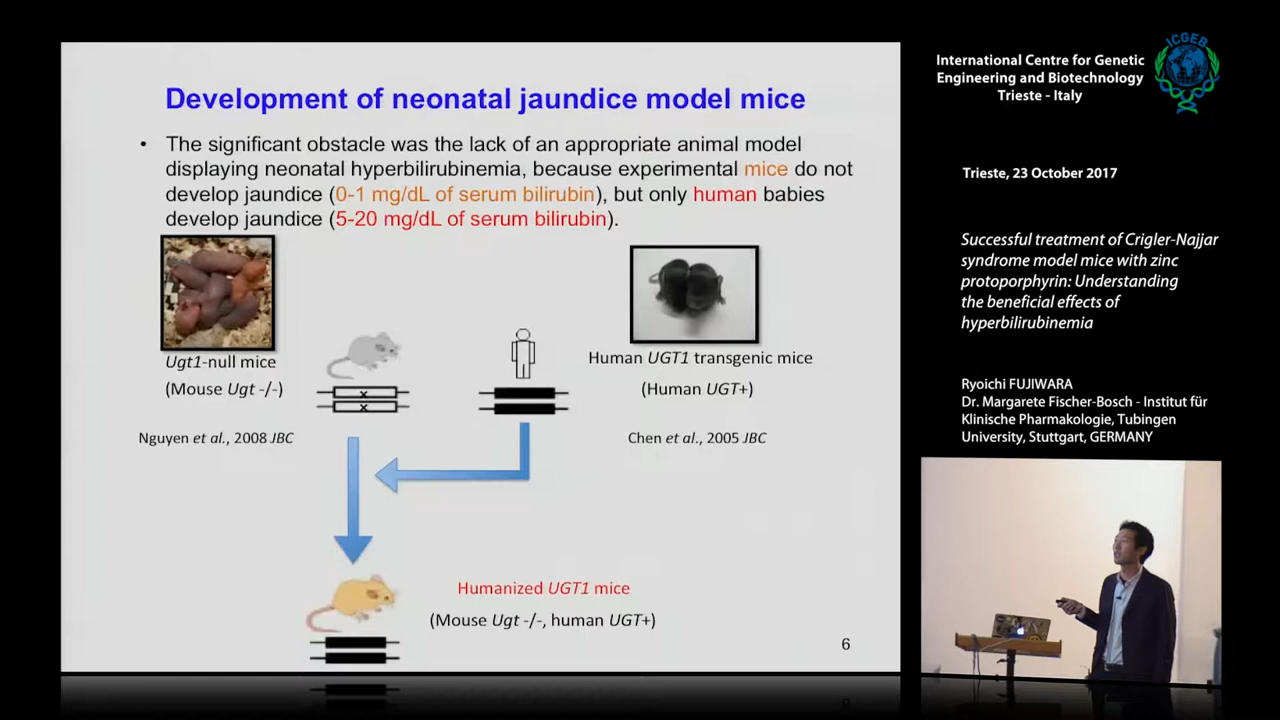 Development of neonatal jaundice model mice
• The significant obstacle was the lack of an appropriate animal model
displaying neonatal hyperbilirubinemia, because experimental mice do not
develop jaundice (0-1 mg/dL of serum bilirubin), but only human babies
develop jaundice (5-20 mg/dL of serum bilirubin).
Ugt1-null mice
(Mouse Ugt -/-)
Nguyen et al., 2008 JBC
x
x
Human UGT1 transgenic mice
(Human UGT+)
Chen et al., 2005 JBC
Humanized UGT1 mice
(Mouse Ugt -/-, human UGT+)
6
International Centre for Genetic
Engineering and Biotechnology
Trieste - Italy
ICGEB
Trieste, 23 October 2017
Successful treatment of Crigler-Najjar
syndrome model mice with zinc
protoporphyrin: Understanding
the beneficial effects of
hyperbilirubinemia
Ryoichi FUJIWARA
Dr. Margarete Fischer-Bosch - Institut für
Klinische Pharmakologie, Tubingen
University, Stuttgart, GERMANY